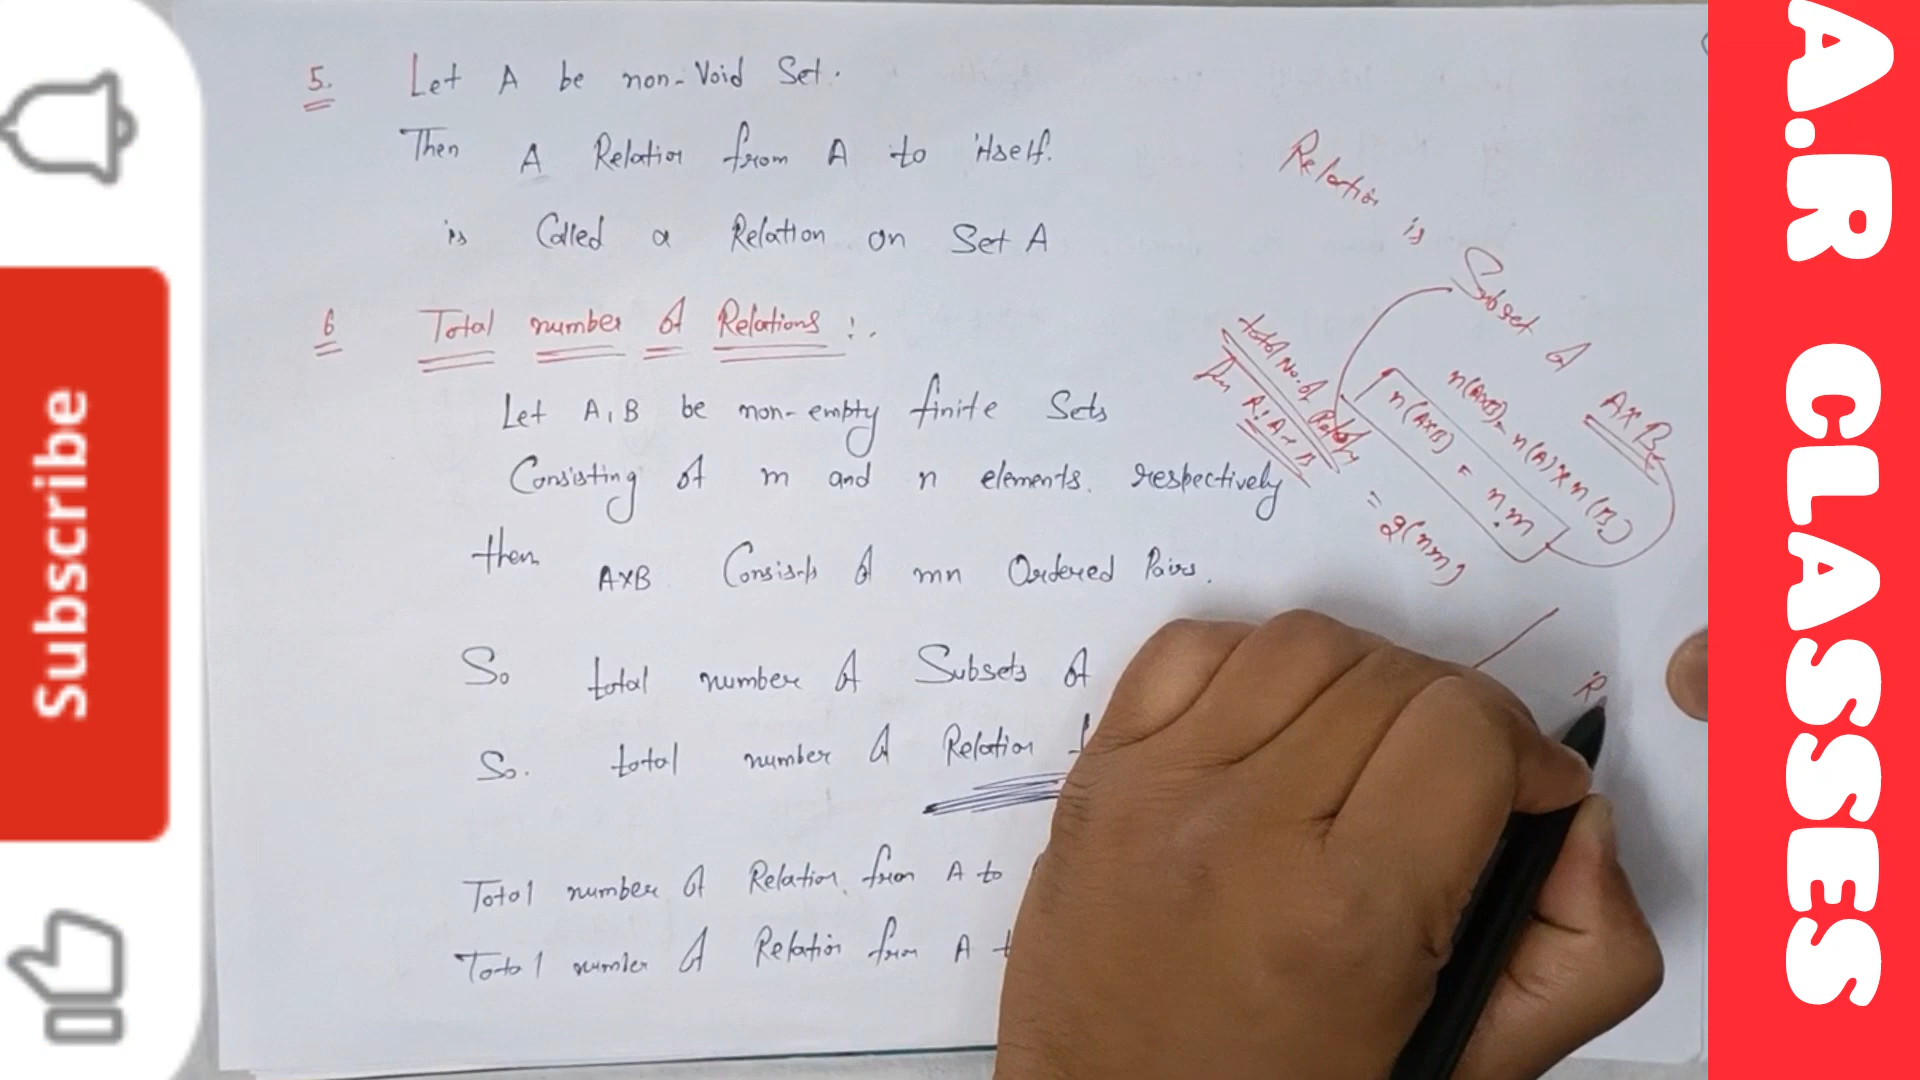 5. Let A be non-Void Set.
Then A Relation from A to itself.
is Called a Relation on Set A
6 Total number of Relations :.
Let A, B be non-empty finite Sets
Consisting of m and n elements. respectively
then A×B Consists of mn Ordered Pairs.
So total number of Subsets of
So. total number of Relation
Total number of Relation from A to
Total number of Relation from A
Relation is Subset of A×B
n(A×B) = n(A)×n(B)
n(A×B) = n.m
total No. of
R: A→B
= 2(nm)
R
Subscribe
A.R CLASSES